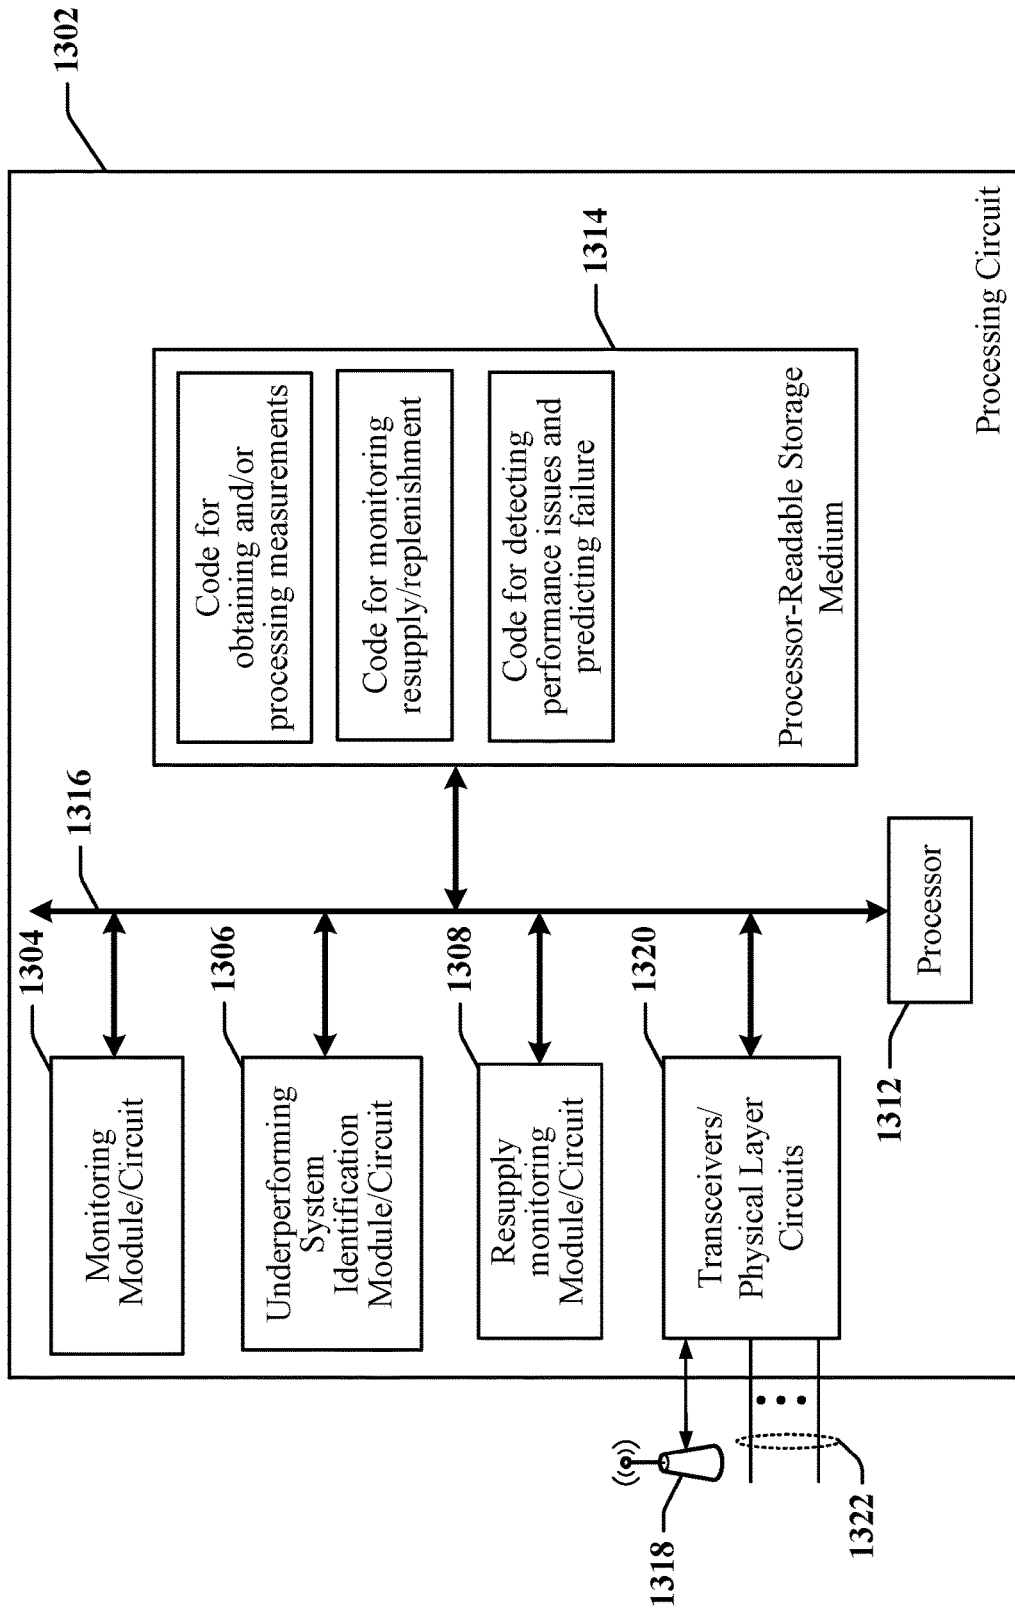 1302
1304
Monitoring
Module/Circuit
1306
Underperforming
System
Identification
Module/Circuit
1308
Resupply
monitoring
Module/Circuit
1320
Transceivers/
Physical Layer
Circuits
1318
1322
1316
1312
Processor
1314
Code for
obtaining and/or
processing measurements
Code for monitoring
resupply/replenishment
Code for detecting
performance issues and
predicting failure
Processor-Readable Storage
Medium
Processing Circuit